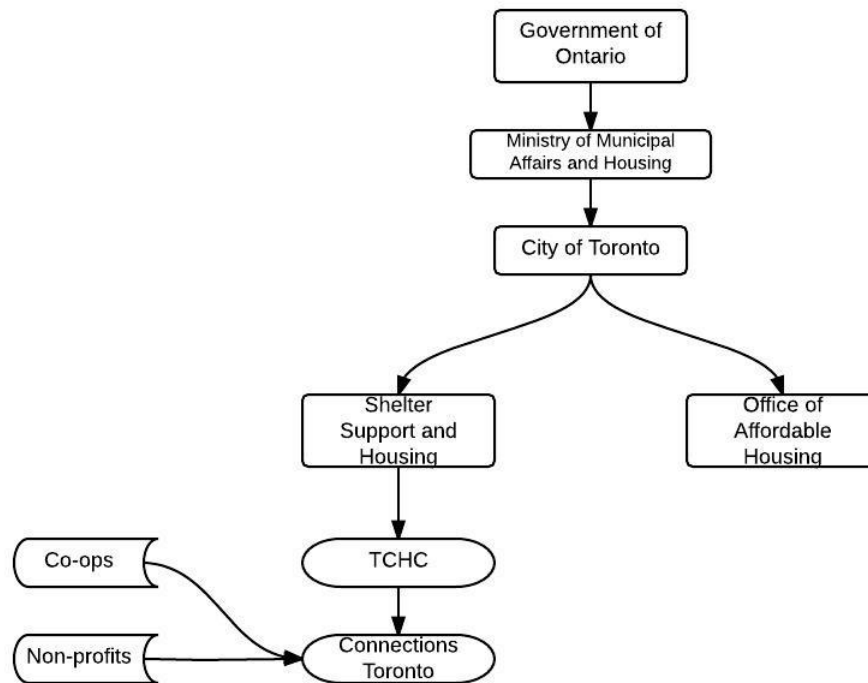 Government of
Ontario
Ministry of Municipal
Affairs and Housing
City of Toronto
Shelter
Support and
Housing
Office of
Affordable
Housing
Co-ops
TCHC
Non-profits
Connections
Toronto